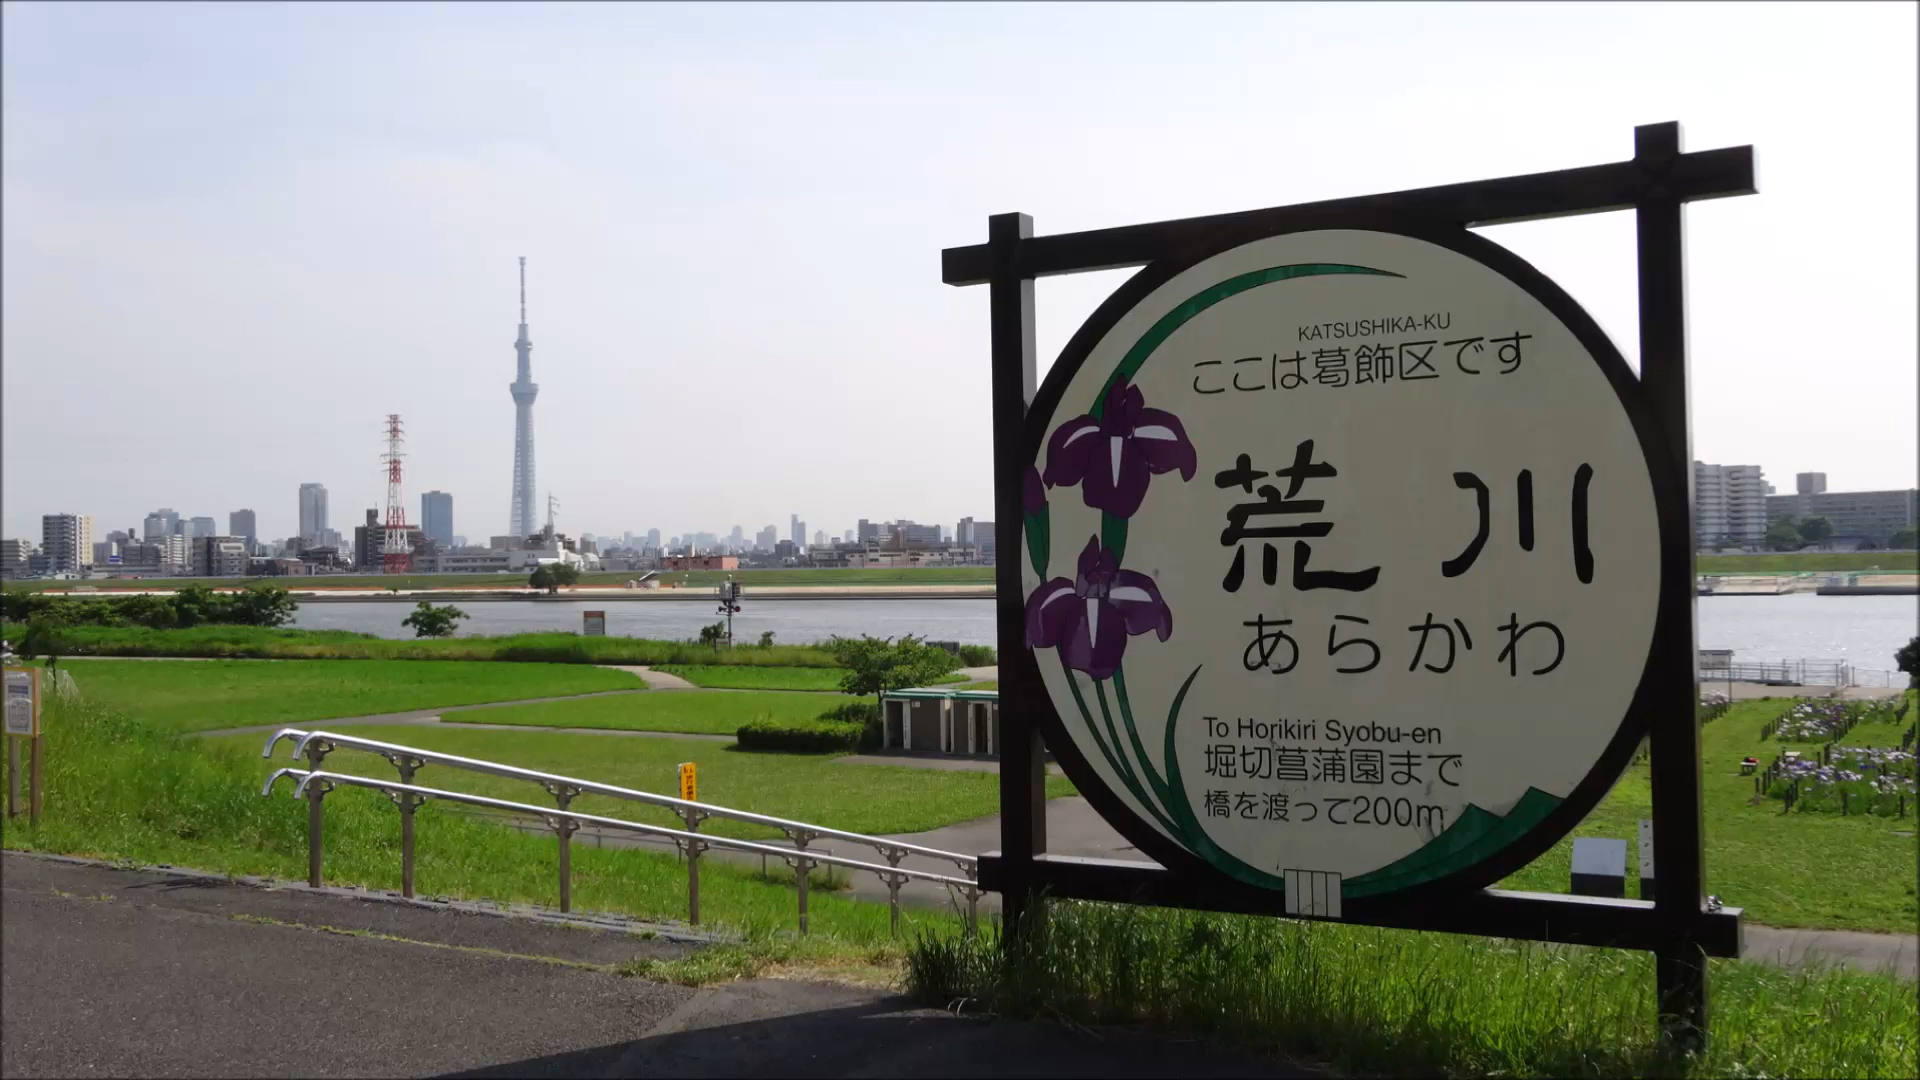 KATSUSHIKA-KU
ここは葛飾区です
荒川
あらかわ
To Horikiri Syobu-en
堀切菖蒲園まで
橋を渡って200m